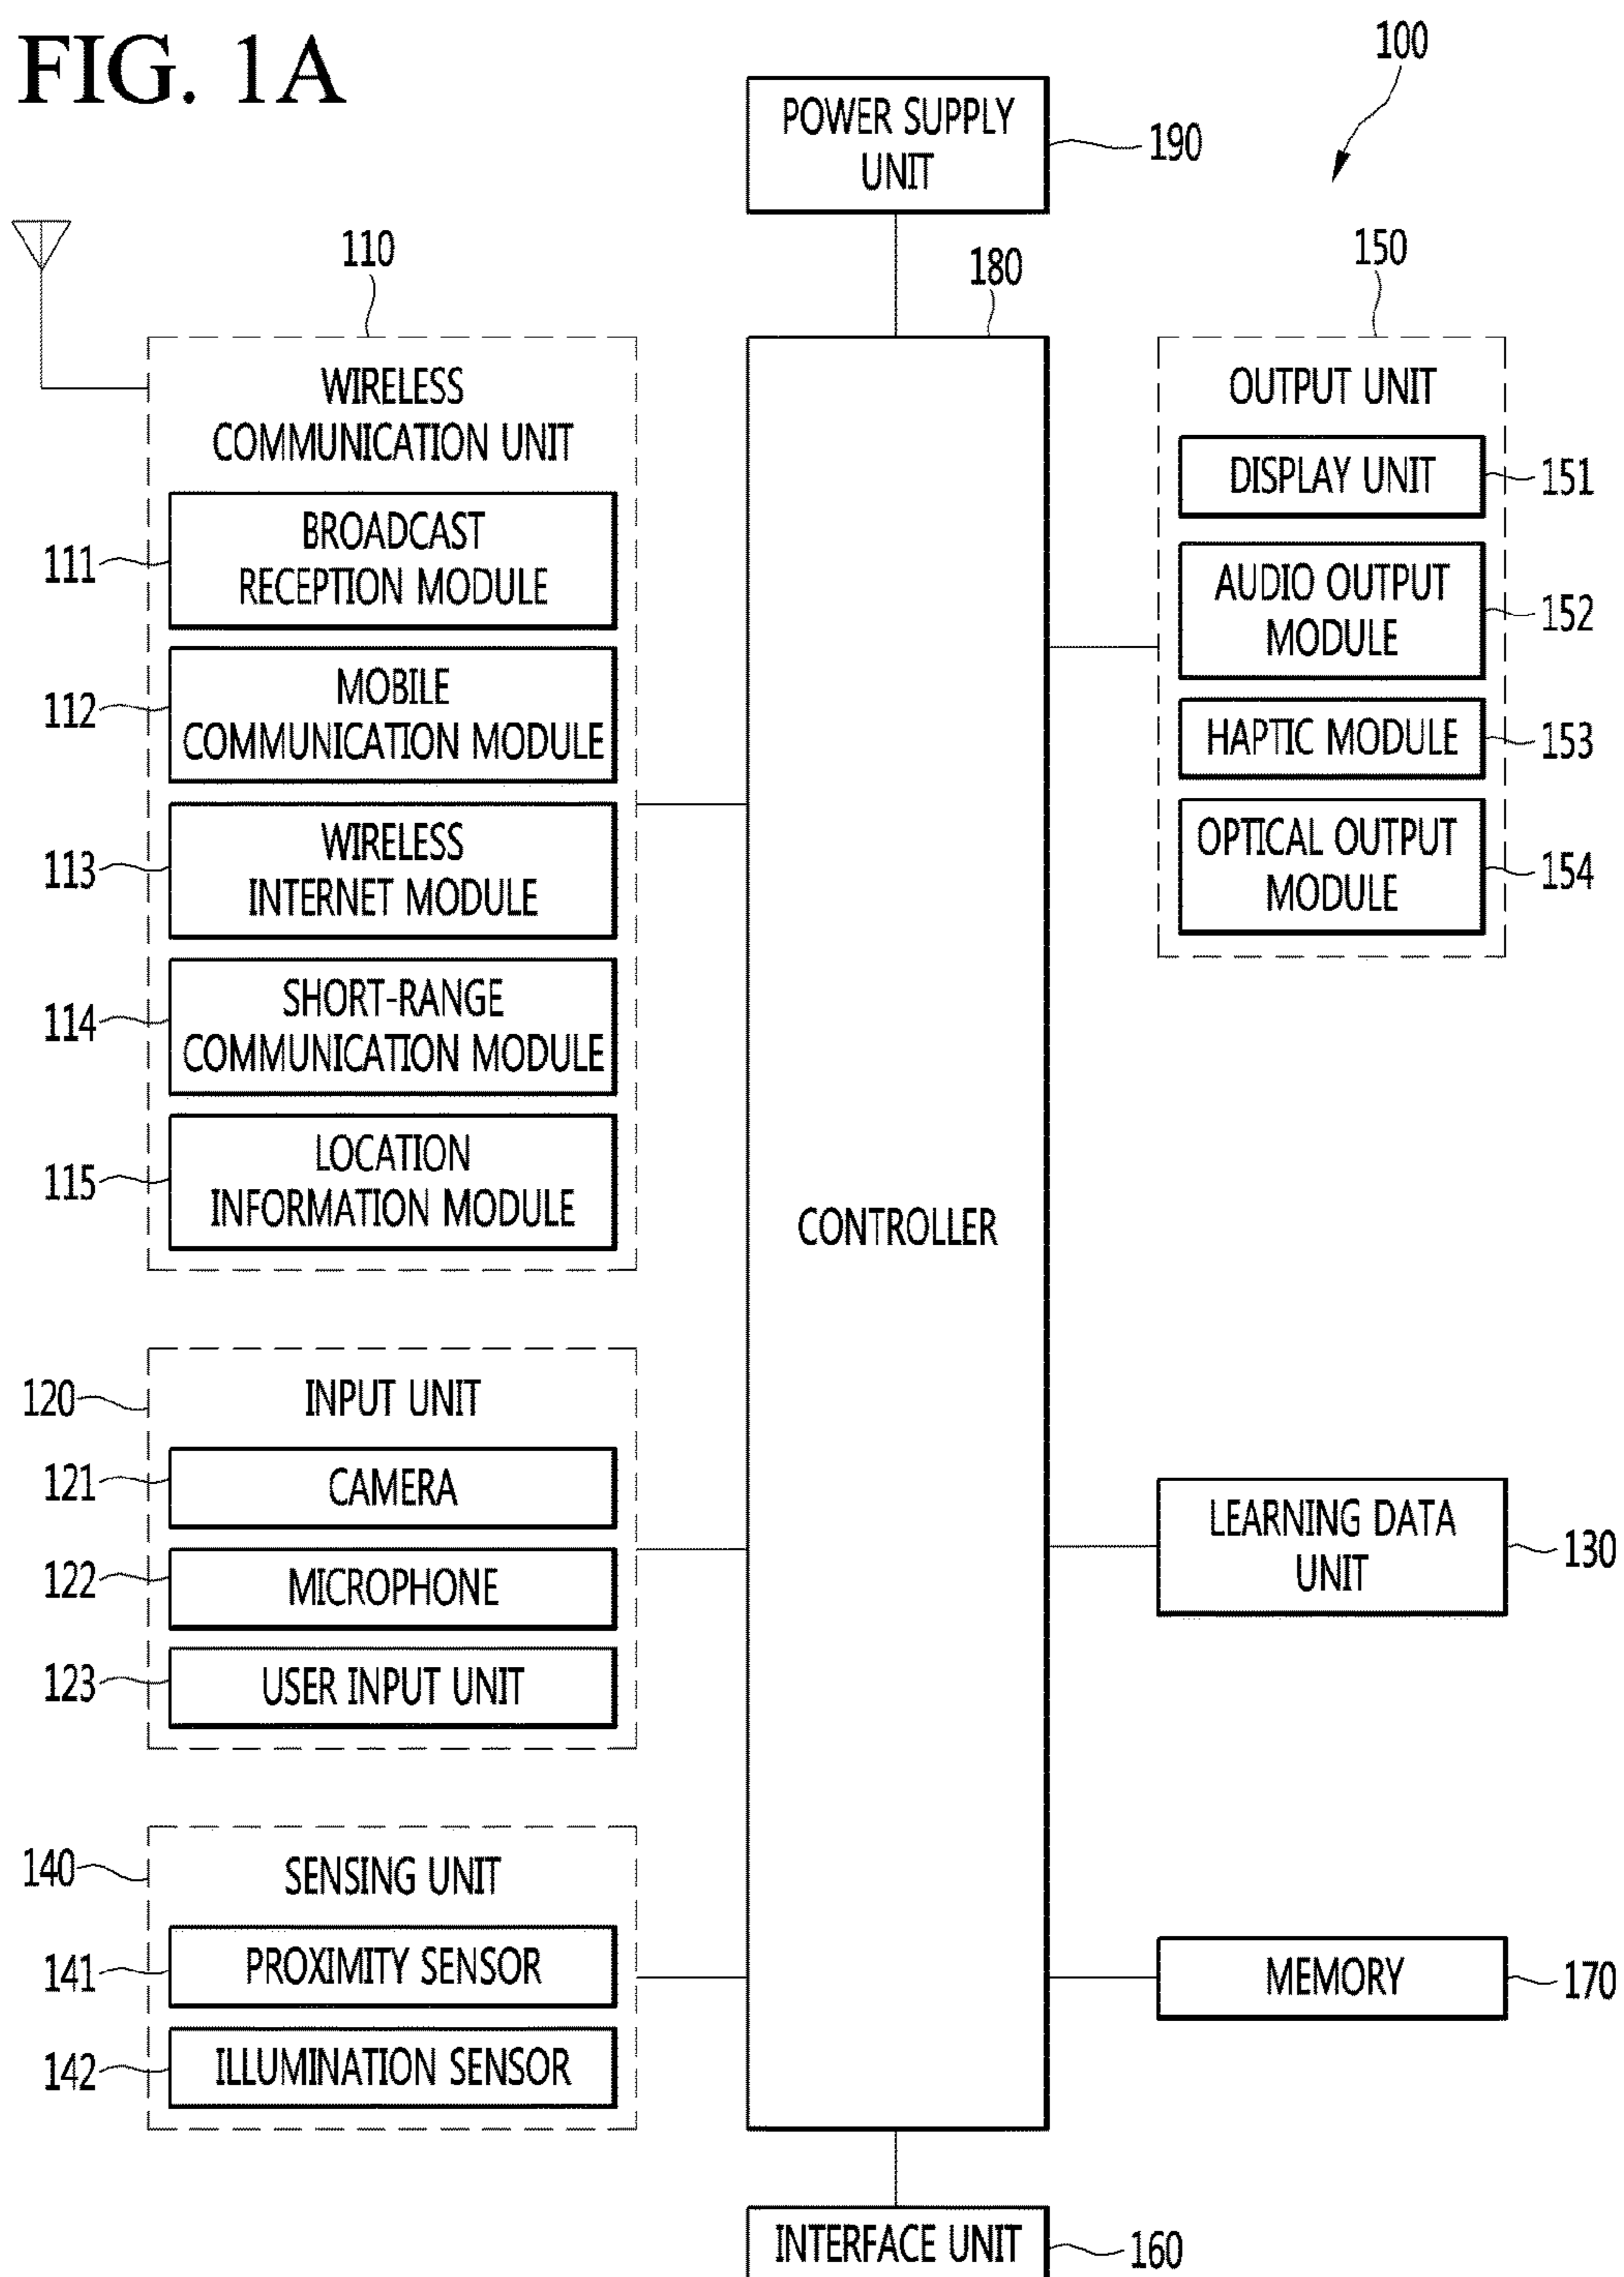 FIG. 1A
100
POWER SUPPLY
UNIT
190
110
180
150
WIRELESS
COMMUNICATION UNIT
111
BROADCAST
RECEPTION MODULE
112
MOBILE
COMMUNICATION MODULE
113
WIRELESS
INTERNET MODULE
114
SHORT-RANGE
COMMUNICATION MODULE
115
LOCATION
INFORMATION MODULE
OUTPUT UNIT
DISPLAY UNIT
151
AUDIO OUTPUT
MODULE
152
HAPTIC MODULE
153
OPTICAL OUTPUT
MODULE
154
CONTROLLER
120
INPUT UNIT
121
CAMERA
122
MICROPHONE
123
USER INPUT UNIT
LEARNING DATA
UNIT
130
140
SENSING UNIT
141
PROXIMITY SENSOR
142
ILLUMINATION SENSOR
MEMORY
170
INTERFACE UNIT
160